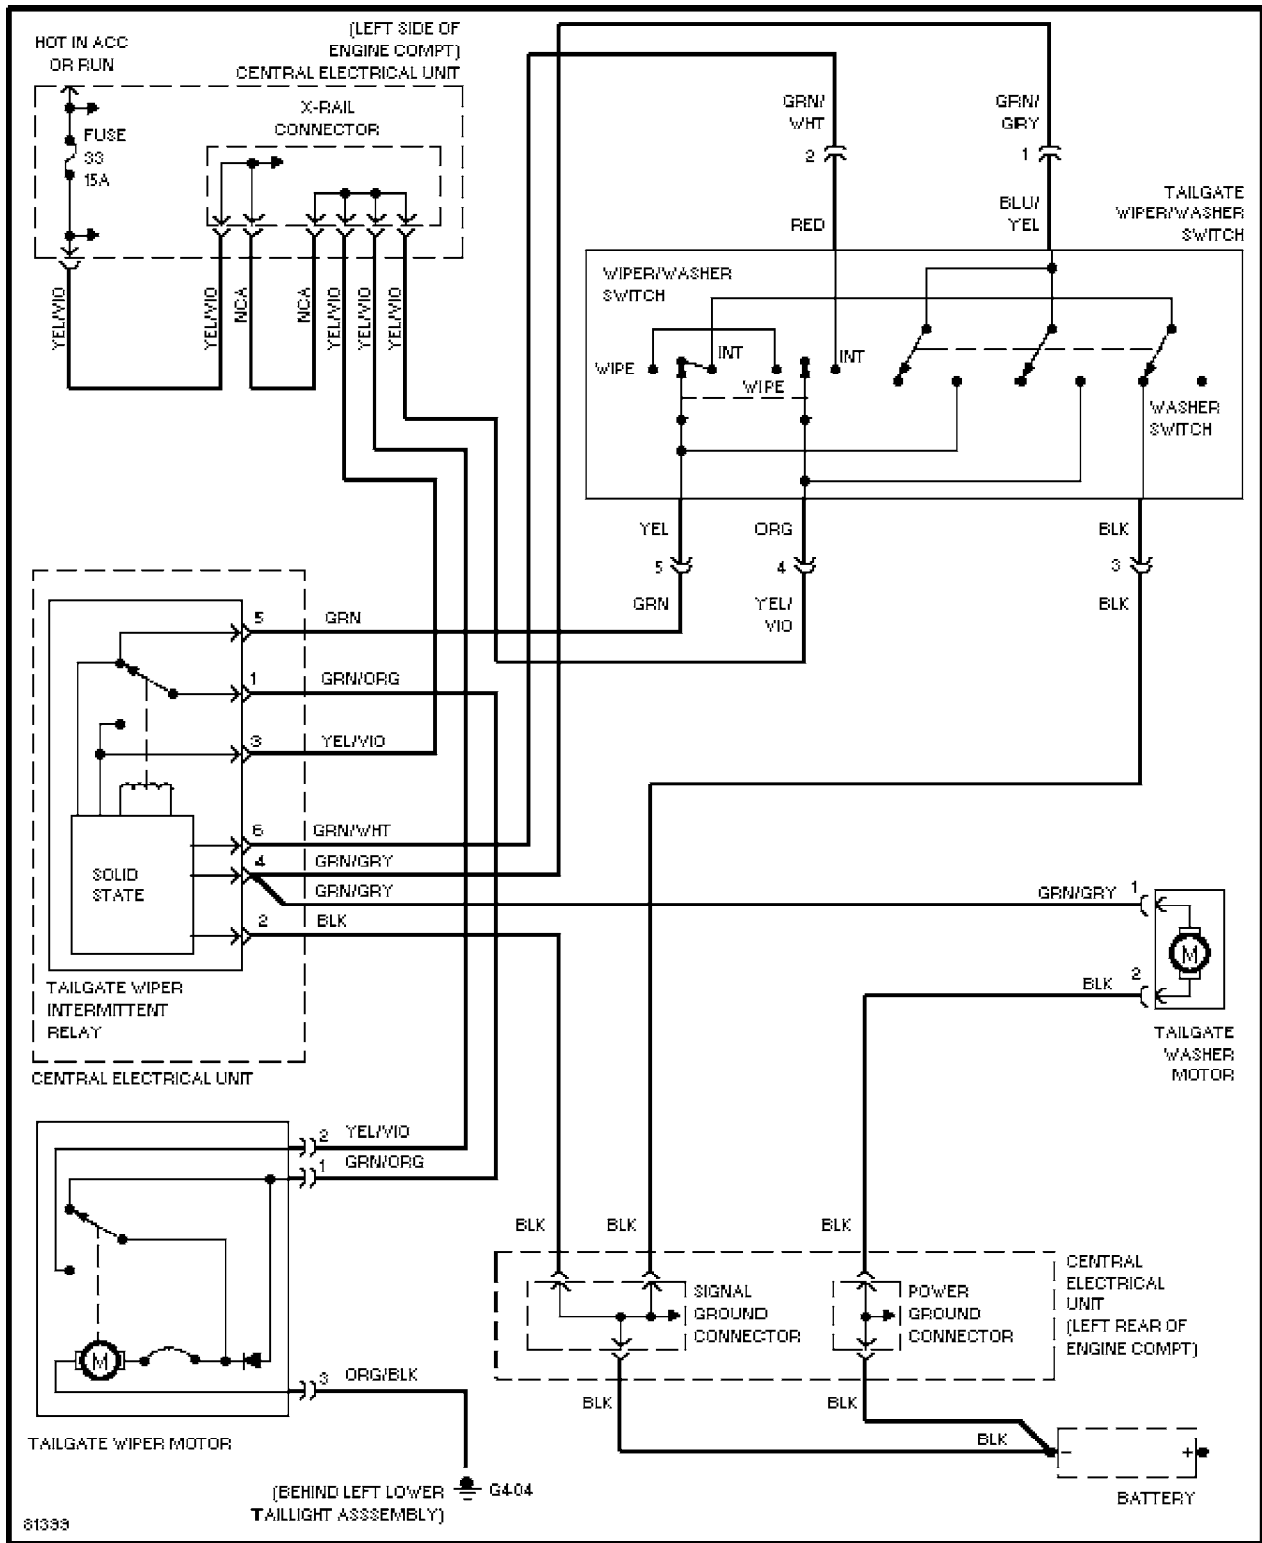 HOT IN ACC
OR RUN
(LEFT SIDE OF
ENGINE COMPT)
CENTRAL ELECTRICAL UNIT
X-RAIL
CONNECTOR
FUSE
33
15A
YEL/VIO
YEL/VIO
NCA
NCA
YEL/VIO
YEL/VIO
YEL/VIO
GRN/
WHT
2
RED
GRN/
GRY
1
BLU/
YEL
TAILGATE
WIPER/WASHER
SWITCH
WIPER/WASHER
SWITCH
WIPE
INT
WIPE
INT
WASHER
SWITCH
YEL
5
GRN
ORG
4
YEL/
VIO
BLK
3
BLK
5 GRN
1 GRN/ORG
3 YEL/VIO
6 GRN/WHT
4 GRN/GRY
GRN/GRY
2 BLK
SOLID
STATE
TAILGATE WIPER
INTERMITTENT
RELAY
CENTRAL ELECTRICAL UNIT
GRN/GRY 1
M
BLK 2
TAILGATE
WASHER
MOTOR
2 YEL/VIO
1 GRN/ORG
M
3 ORG/BLK
TAILGATE WIPER MOTOR
BLK
BLK
BLK
SIGNAL
GROUND
CONNECTOR
POWER
GROUND
CONNECTOR
CENTRAL
ELECTRICAL
UNIT
(LEFT REAR OF
ENGINE COMPT)
BLK
BLK
BLK
- +
BATTERY
(BEHIND LEFT LOWER
TAILLIGHT ASSSEMBLY)
G404
81399